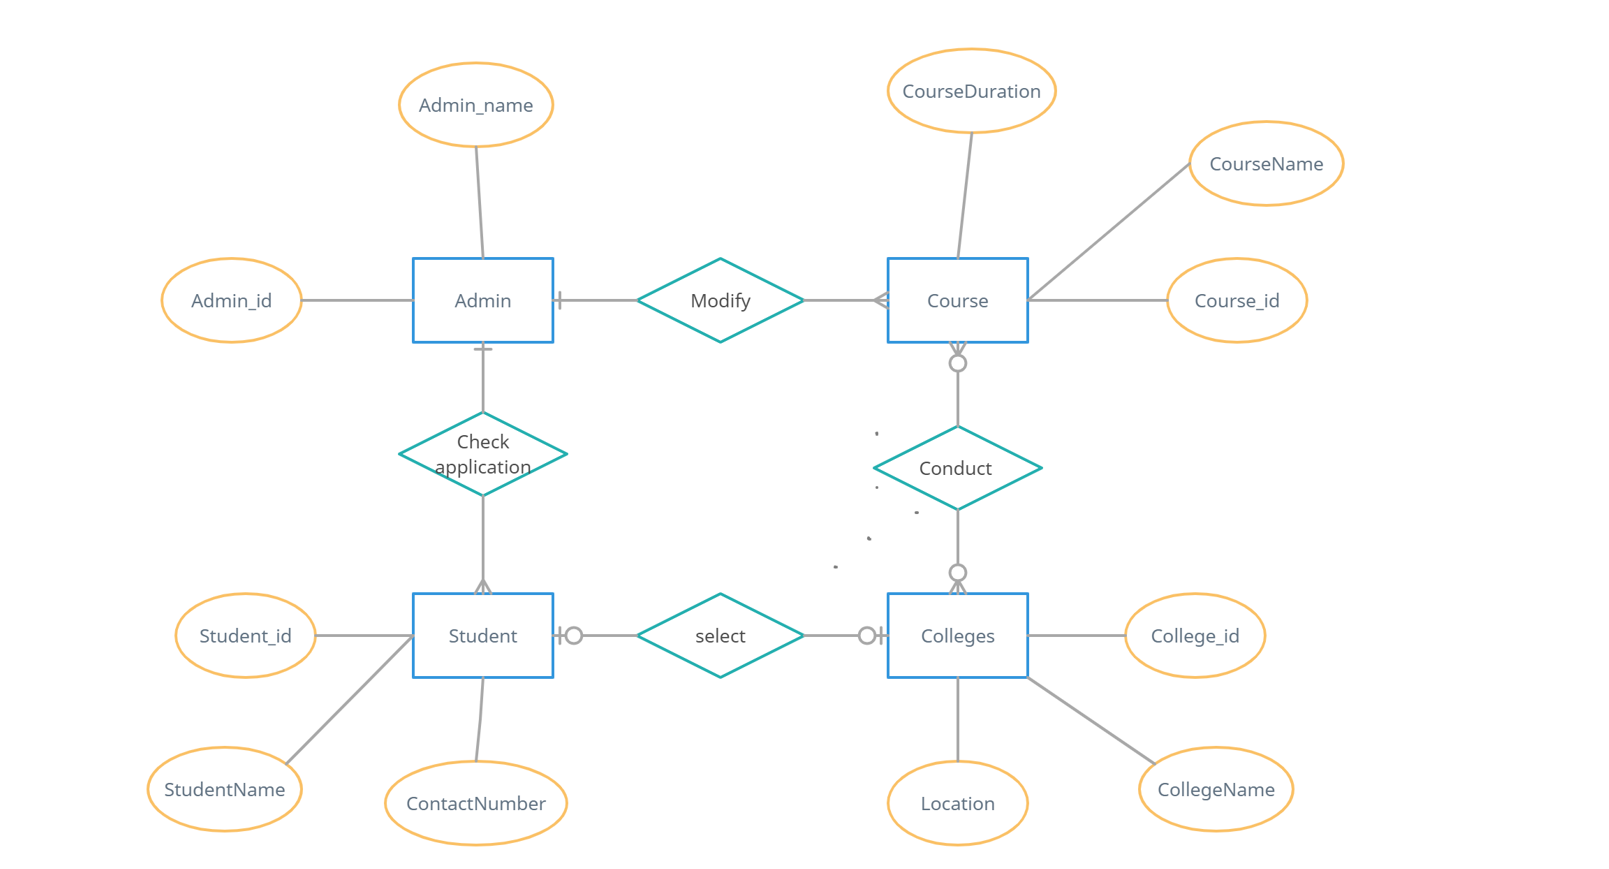 CourseDuration
Admin_name
CourseName
Admin_id
Admin
Modify
Course
Course_id
Check
application
Conduct
Student_id
Student
select
Colleges
College_id
StudentName
ContactNumber
Location
CollegeName